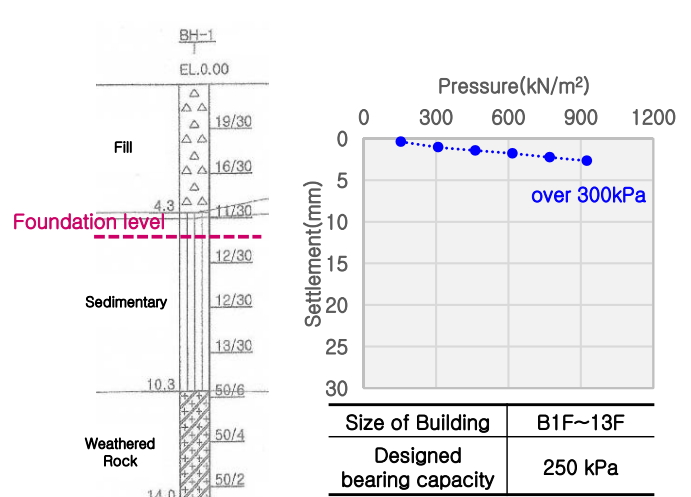 BH-1
EL.0.00
19/30
Fill
16/30
4.3
11/30
Foundation level
12/30
Sedimentary
12/30
13/30
10.3
50/6
Weathered
Rock
50/4
50/2
14.0
Pressure(kN/m²)
0 300 600 900 1200
Settlement(mm)
0
5
10
15
20
25
30
over 300kPa
Size of Building B1F~13F
Designed
bearing capacity 250 kPa